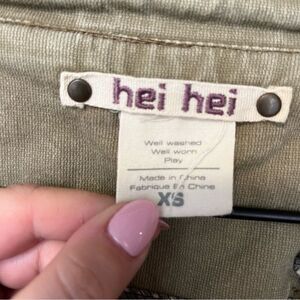 hei hei
Well washed
Well worn
Play
Made in China
Fabriqué En Chine
XS